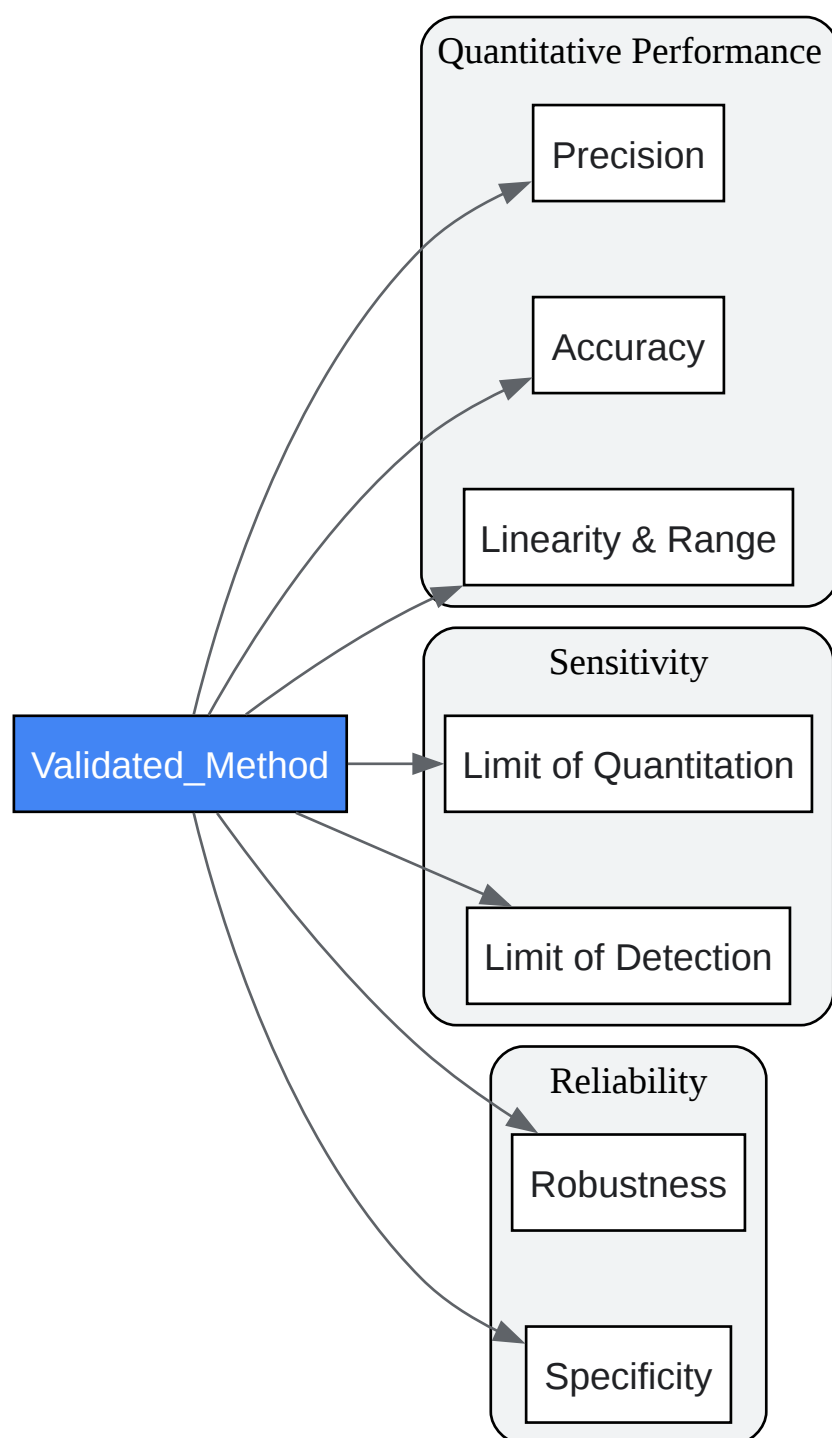 Quantitative Performance
Precision
Accuracy
Linearity & Range
Sensitivity
Validated_Method
Limit of Quantitation
Limit of Detection
Reliability
Robustness
Specificity